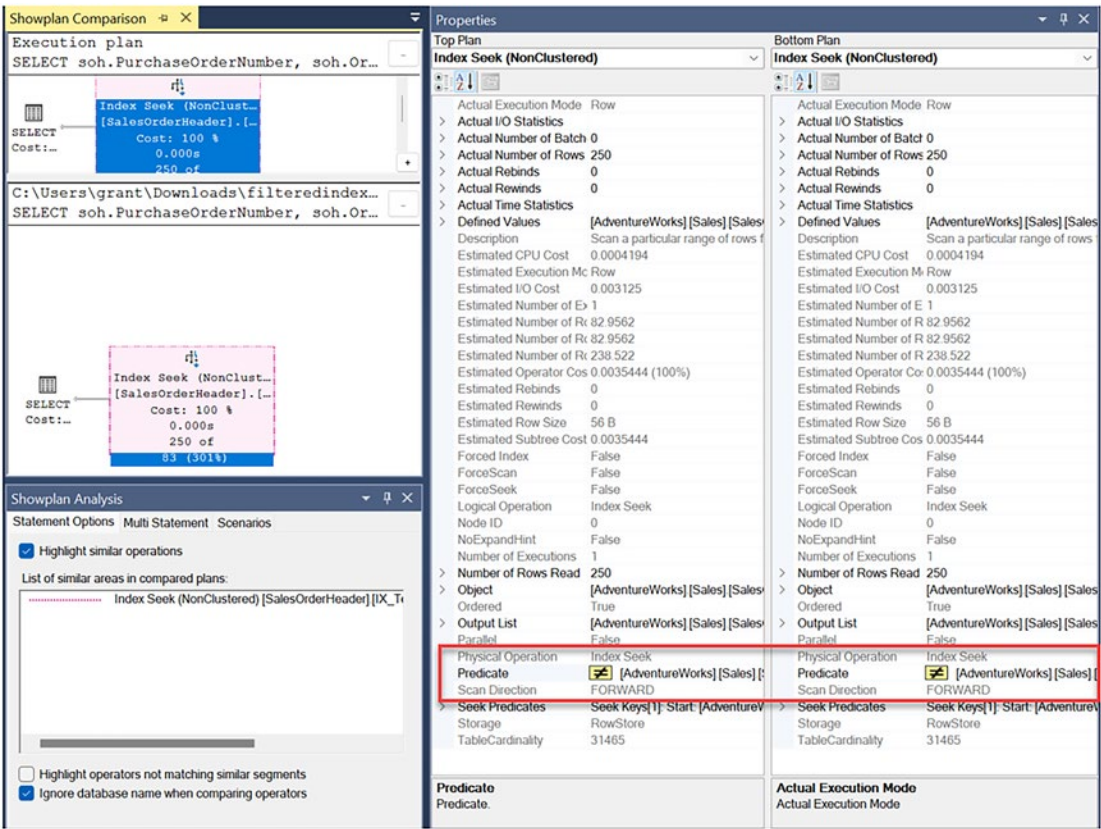 Showplan Comparison
Execution plan
SELECT soh.PurchaseOrderNumber, soh.Or...
Index Seek (NonClust...
[SalesOrderHeader].[_
SELECT
Cost: 100 %
Cost:...
0.000s
250 of
C:\Users\grant\Downloads\filteredindex...
SELECT soh.PurchaseOrderNumber, soh.Or...
Index Seek (NonClust...
[SalesOrderHeader].[...
SELECT
Cost: 100 %
Cost:...
0.000s
250 of
83 (301%)
Showplan Analysis
Statement Options Multi Statement Scenarios
Highlight similar operations
List of similar areas in compared plans:
Index Seek (NonClustered) [SalesOrderHeader] [IX_Te
Highlight operators not matching similar segments
Ignore database name when comparing operators
Properties
Top Plan
Index Seek (NonClustered)
Actual Execution Mode Row
Actual I/O Statistics
Actual Number of Batch 0
Actual Number of Rows 250
Actual Rebinds 0
Actual Rewinds 0
Actual Time Statistics
Defined Values [AdventureWorks].[Sales].[Sales
Description Scan a particular range of rows f
Estimated CPU Cost 0.0004194
Estimated Execution Mc Row
Estimated I/O Cost 0.003125
Estimated Number of E> 1
Estimated Number of Rc 82.9562
Estimated Number of Rc 82.9562
Estimated Number of Rc 238.522
Estimated Operator Cos 0.0035444 (100%)
Estimated Rebinds 0
Estimated Rewinds 0
Estimated Row Size 56 B
Estimated Subtree Cost 0.0035444
Forced Index False
ForceScan False
ForceSeek False
Logical Operation Index Seek
Node ID 0
NoExpandHint False
Number of Executions 1
Number of Rows Read 250
Object [AdventureWorks].[Sales].[Sales
Ordered True
Output List [AdventureWorks].[Sales].[Sales
Parallel False
Physical Operation Index Seek
Predicate ≠ [AdventureWorks].[Sales].[S
Scan Direction FORWARD
Seek Predicates Seek Keys[1]: Start: [AdventureW
Storage RowStore
TableCardinality 31465
Predicate
Predicate.
Bottom Plan
Index Seek (NonClustered)
Actual Execution Mode Row
Actual I/O Statistics
Actual Number of Batch 0
Actual Number of Rows 250
Actual Rebinds 0
Actual Rewinds 0
Actual Time Statistics
Defined Values [AdventureWorks].[Sales].[Sales
Description Scan a particular range of rows f
Estimated CPU Cost 0.0004194
Estimated Execution M Row
Estimated I/O Cost 0.003125
Estimated Number of E 1
Estimated Number of R 82.9562
Estimated Number of R 82.9562
Estimated Number of R 238.522
Estimated Operator Co 0.0035444 (100%)
Estimated Rebinds 0
Estimated Rewinds 0
Estimated Row Size 56 B
Estimated Subtree Cos 0.0035444
Forced Index False
ForceScan False
ForceSeek False
Logical Operation Index Seek
Node ID 0
NoExpandHint False
Number of Executions 1
Number of Rows Read 250
Object [AdventureWorks].[Sales].[Sales
Ordered True
Output List [AdventureWorks].[Sales].[Sales
Parallel False
Physical Operation Index Seek
Predicate ≠ [AdventureWorks].[Sales].[
Scan Direction FORWARD
Seek Predicates Seek Keys[1]: Start: [AdventureW
Storage RowStore
TableCardinality 31465
Actual Execution Mode
Actual Execution Mode